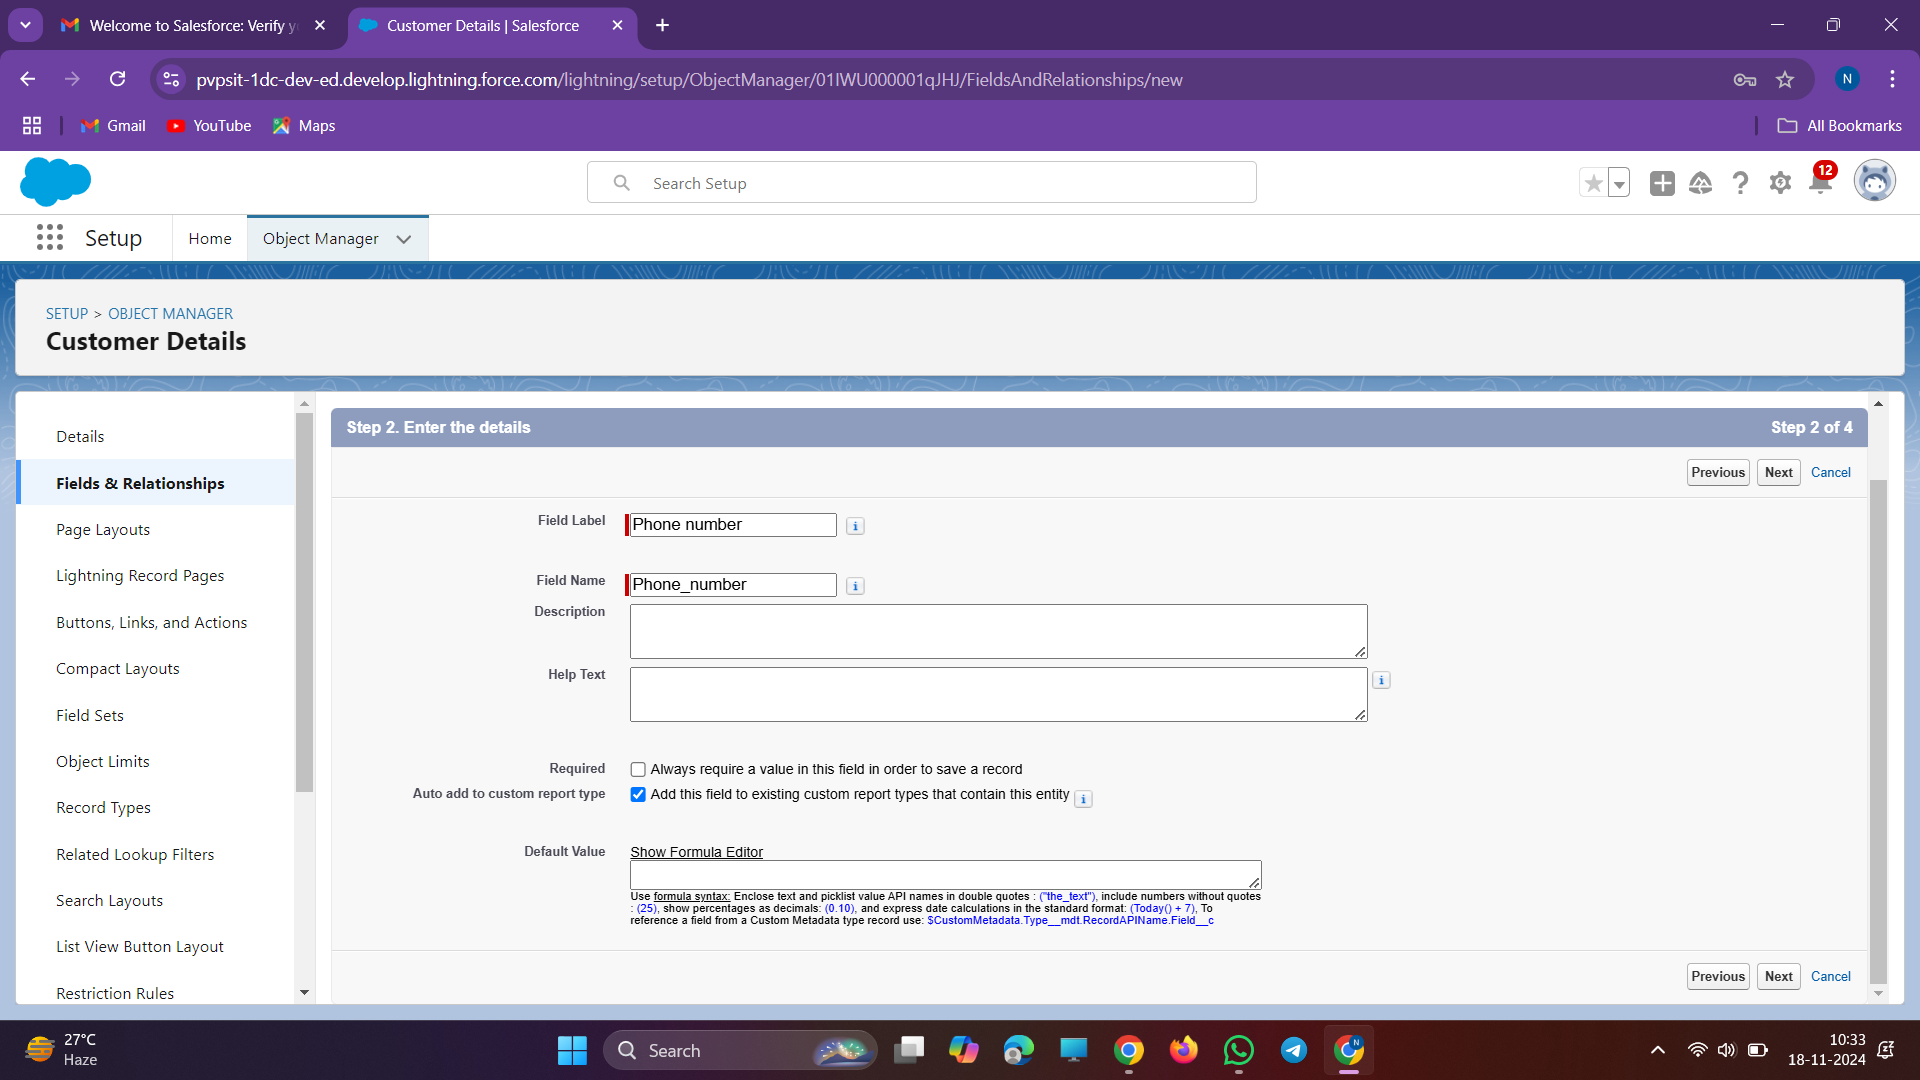 Welcome to Salesforce: Verify y
Customer Details | Salesforce
pvpsit-1dc-dev-ed.develop.lightning.force.com/lightning/setup/ObjectManager/01IWU000001qJHJ/FieldsAndRelationships/new
N
Gmail
YouTube
Maps
All Bookmarks
Search Setup
12
Setup
Home
Object Manager
SETUP > OBJECT MANAGER
Customer Details
Details
Fields & Relationships
Page Layouts
Lightning Record Pages
Buttons, Links, and Actions
Compact Layouts
Field Sets
Object Limits
Record Types
Related Lookup Filters
Search Layouts
List View Button Layout
Restriction Rules
Step 2. Enter the details
Step 2 of 4
Previous
Next
Cancel
Field Label
Phone number
i
Field Name
Phone_number
i
Description
Help Text
i
Required
Always require a value in this field in order to save a record
Auto add to custom report type
Add this field to existing custom report types that contain this entity
i
Default Value
Show Formula Editor
Use formula syntax: Enclose text and picklist value API names in double quotes : ("the_text"), include numbers without quotes
: (25), show percentages as decimals: (0.10), and express date calculations in the standard format: (Today() + 7), To
reference a field from a Custom Metadata type record use: $CustomMetadata.Type__mdt.RecordAPIName.Field__c
Previous
Next
Cancel
27°C
Haze
Search
N
10:33
18-11-2024